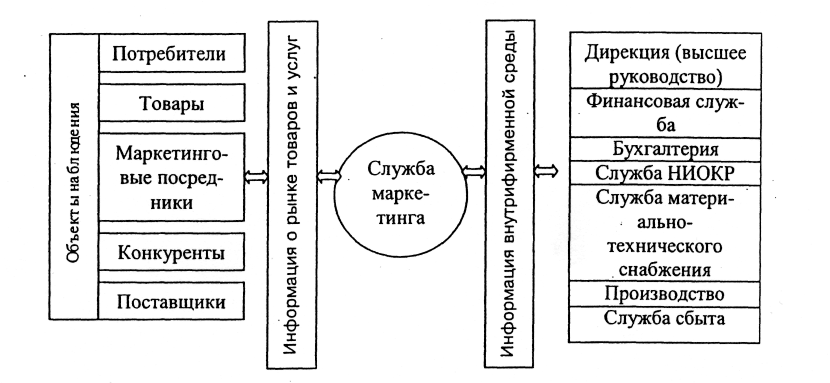 Объекты наблюдения
Потребители
Товары
Маркетинго-
вые посред-
ники
Конкуренты
Поставщики
Информация о рынке товаров и услуг
Служба
марке-
тинга
Информация внутрифирменной среды
Дирекция (высшее
руководство)
Финансовая служ-
ба
Бухгалтерия
Служба НИОКР
Служба матери-
ально-
технического
снабжения
Производство
Служба сбыта